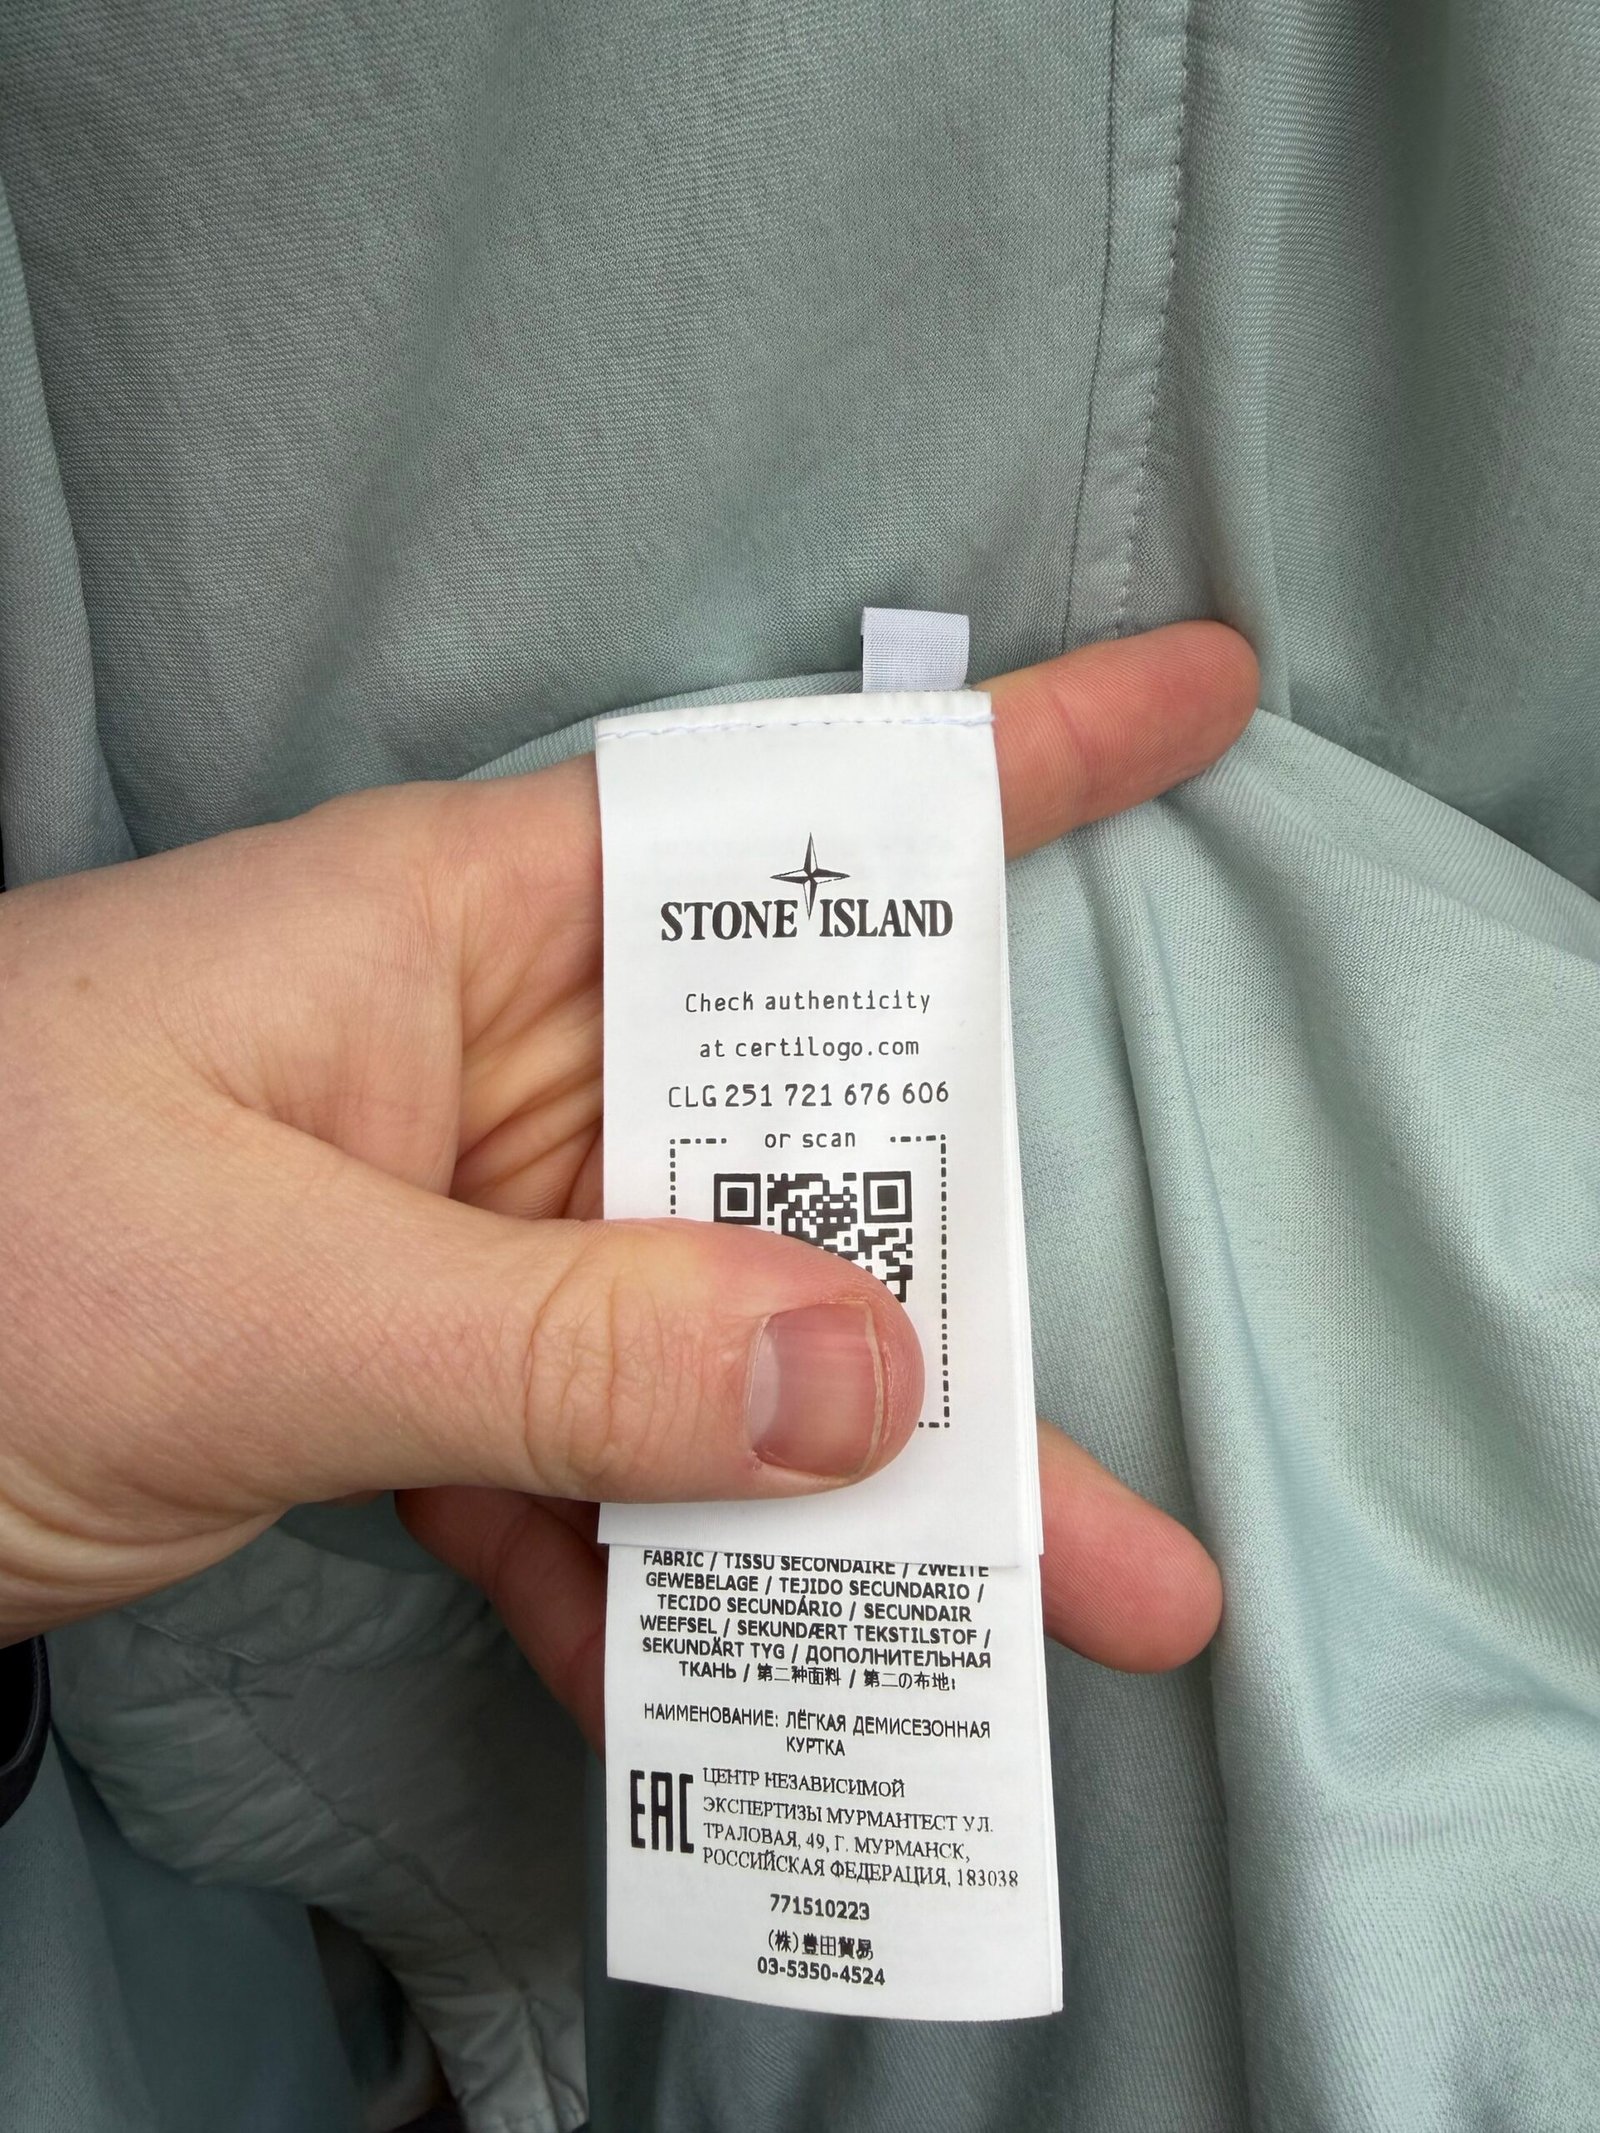 STONE ISLAND
Check authenticity
at certilogo.com
CLG 251 721 676 606
or scan
FABRIC / TISSU SECONDAIRE / ZWEITE
GEWEBELAGE / TEJIDO SECUNDARIO /
TECIDO SECUNDÁRIO / SECUNDAIR
WEEFSEL / SEKUNDÆRT TEKSTILSTOF /
SEKUNDÄRT TYG / ДОПОЛНИТЕЛЬНАЯ
ТКАНЬ / 第二种面料 / 第二の布地:
НАИМЕНОВАНИЕ: ЛЁГКАЯ ДЕМИСЕЗОННАЯ
КУРТКА
EAC
ЦЕНТР НЕЗАВИСИМОЙ
ЭКСПЕРТИЗЫ МУРМАНТЕСТ УЛ.
ТРАЛОВАЯ, 49, Г. МУРМАНСК,
РОССИЙСКАЯ ФЕДЕРАЦИЯ, 183038
771510223
(株)豊田貿易
03-5350-4524